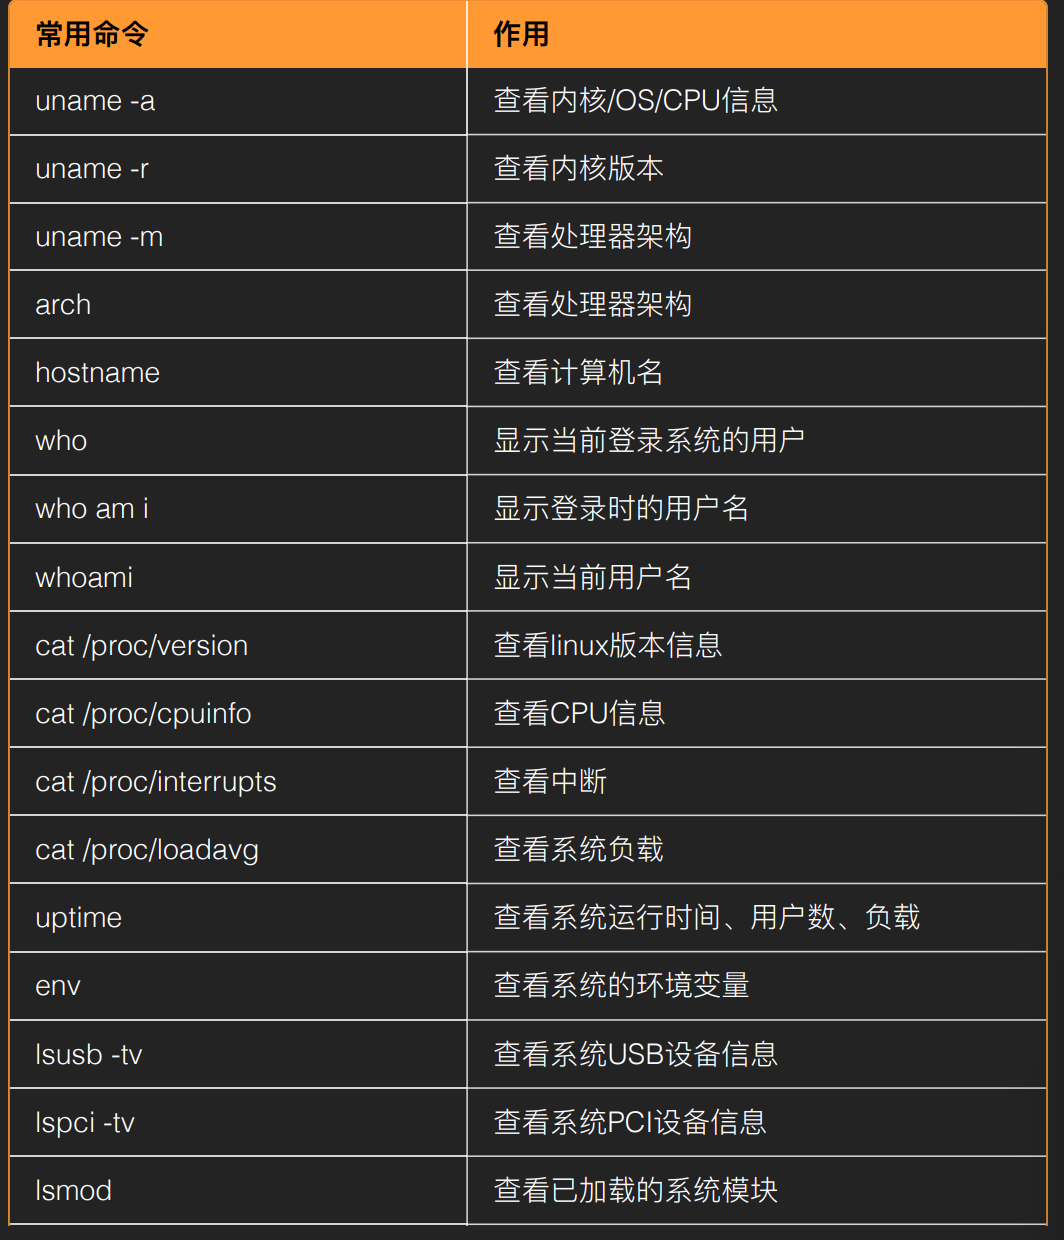 常用命令 作用
uname -a 查看内核/OS/CPU信息
uname -r 查看内核版本
uname -m 查看处理器架构
arch 查看处理器架构
hostname 查看计算机名
who 显示当前登录系统的用户
who am i 显示登录时的用户名
whoami 显示当前用户名
cat /proc/version 查看linux版本信息
cat /proc/cpuinfo 查看CPU信息
cat /proc/interrupts 查看中断
cat /proc/loadavg 查看系统负载
uptime 查看系统运行时间、用户数、负载
env 查看系统的环境变量
lsusb -tv 查看系统USB设备信息
lspci -tv 查看系统PCI设备信息
lsmod 查看已加载的系统模块